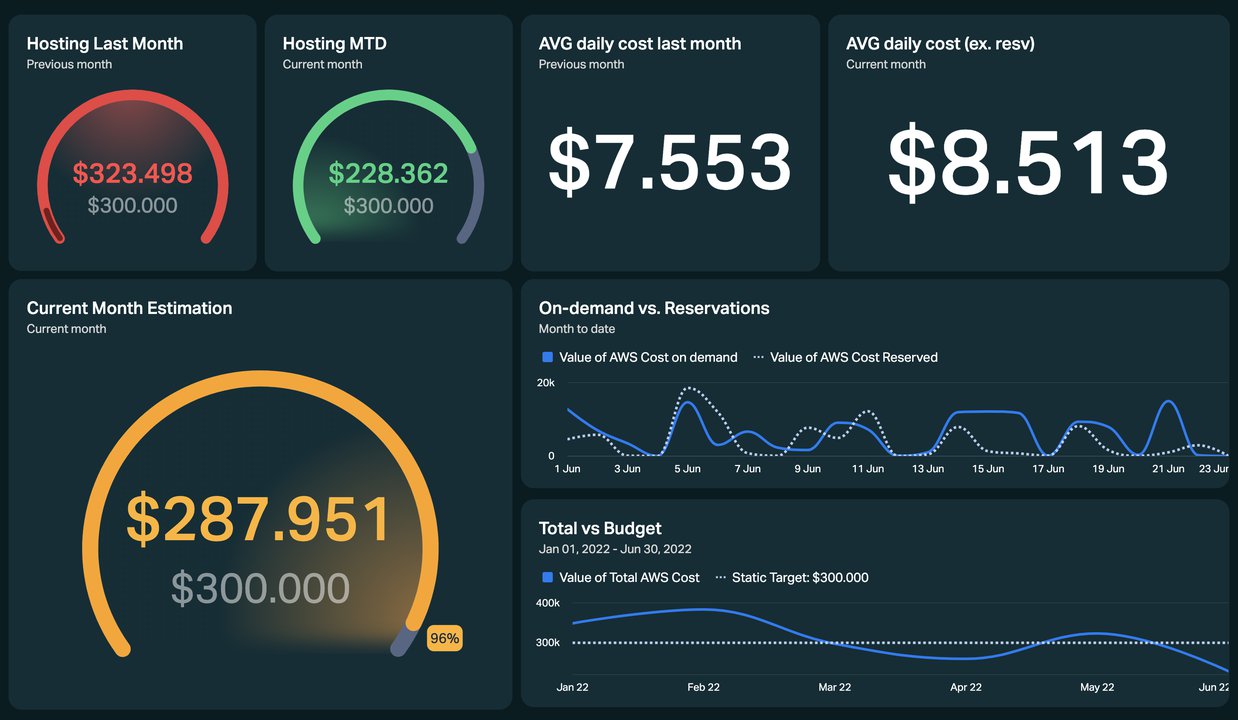 Hosting Last Month
Previous month
$323.498
$300.000
Hosting MTD
Current month
$228.362
$300.000
AVG daily cost last month
Previous month
$7.553
AVG daily cost (ex. resv)
Current month
$8.513
Current Month Estimation
Current month
$287.951
$300.000
96%
On-demand vs. Reservations
Month to date
Value of AWS Cost on demand Value of AWS Cost Reserved
20k
0
1 Jun 3 Jun 5 Jun 7 Jun 9 Jun 11 Jun 13 Jun 15 Jun 17 Jun 19 Jun 21 Jun 23 Jun
Total vs Budget
Jan 01, 2022 - Jun 30, 2022
Value of Total AWS Cost Static Target: $300.000
400k
300k
Jan 22 Feb 22 Mar 22 Apr 22 May 22 Jun 22